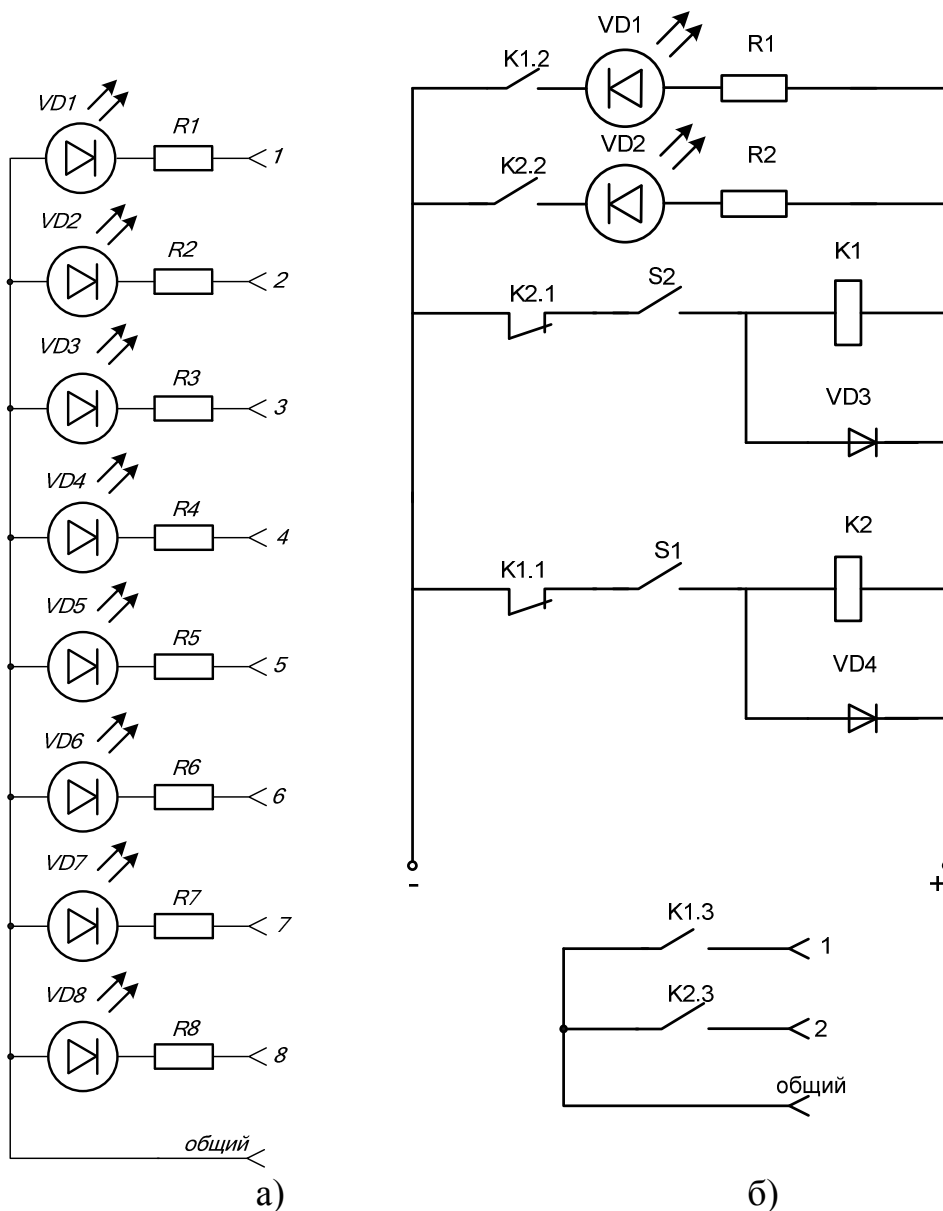 VD1
R1
1
VD2
R2
2
VD3
R3
3
VD4
R4
4
VD5
R5
5
VD6
R6
6
VD7
R7
7
VD8
R8
8
общий
а)
VD1
K1.2
R1
VD2
K2.2
R2
K1
S2
K2.1
VD3
K2
S1
K1.1
VD4
-
+
K1.3
1
K2.3
2
общий
б)